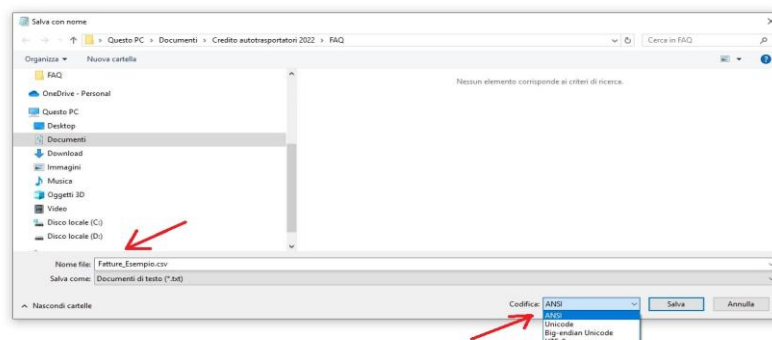 Salva con nome
Questo PC > Documenti > Credito autotrasportatori 2022 > FAQ
Cerca in FAQ
Organizza
Nuova cartella
FAQ
Nessun elemento corrisponde ai criteri di ricerca.
OneDrive - Personal
Questo PC
Desktop
Documenti
Download
Immagini
Musica
Oggetti 3D
Video
Disco locale (C:)
Disco locale (D:)
Nome file: Fatture_Esempio.csv
Salva come: Documenti di testo (*.txt)
Nascondi cartelle
Codifica: ANSI
Salva
Annulla
ANSI
Unicode
Big-endian Unicode